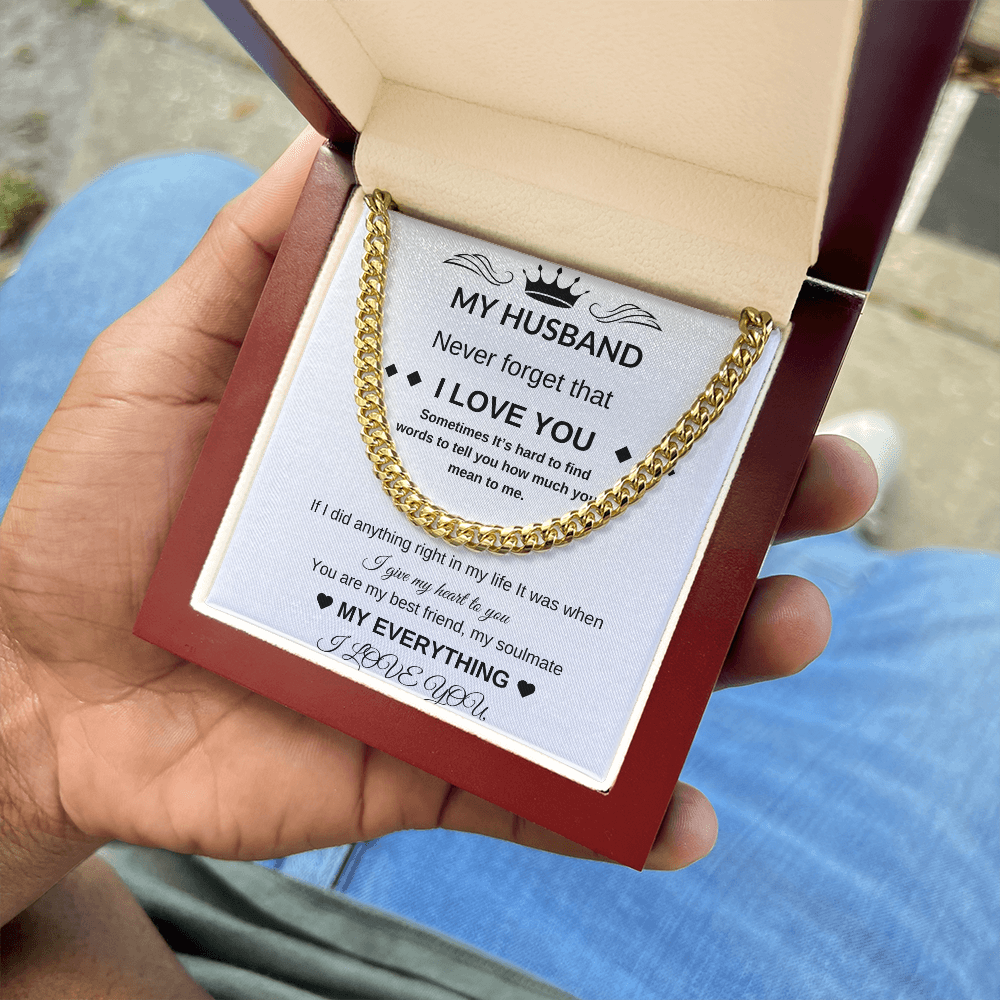 MY HUSBAND
Never forget that
I LOVE YOU
Sometimes It's hard to find
words to tell you how much you
mean to me.
If I did anything right in my life It was when
I give my heart to you
You are my best friend, my soulmate
MY EVERYTHING
I LOVE YOU,